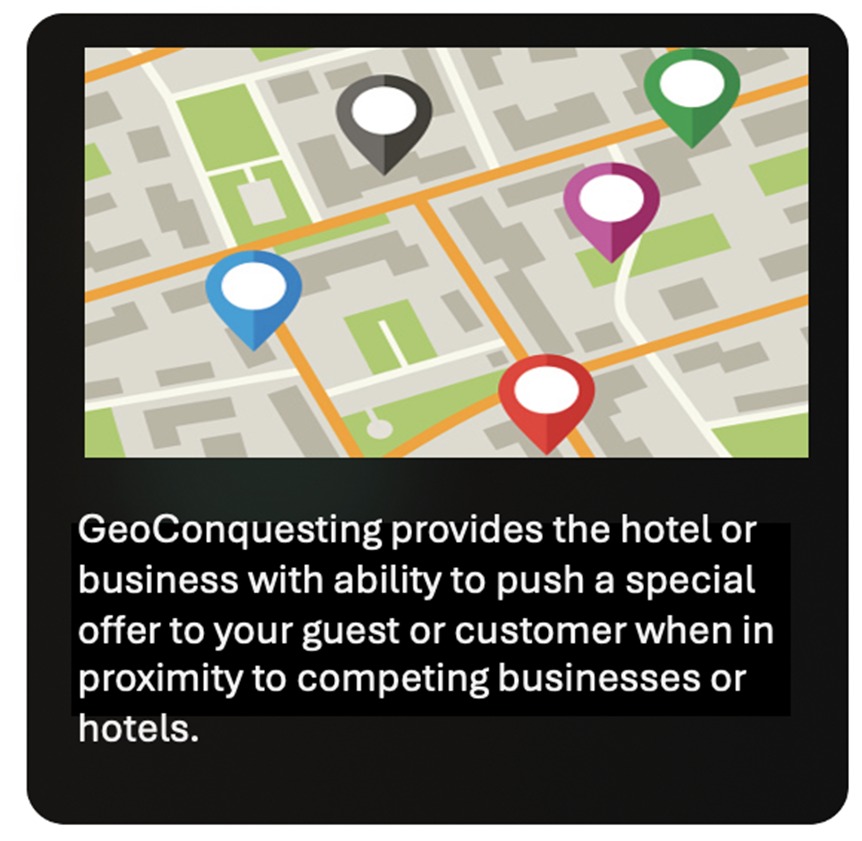 GeoConquesting provides the hotel or
business with ability to push a special
offer to your guest or customer when in
proximity to competing businesses or
hotels.